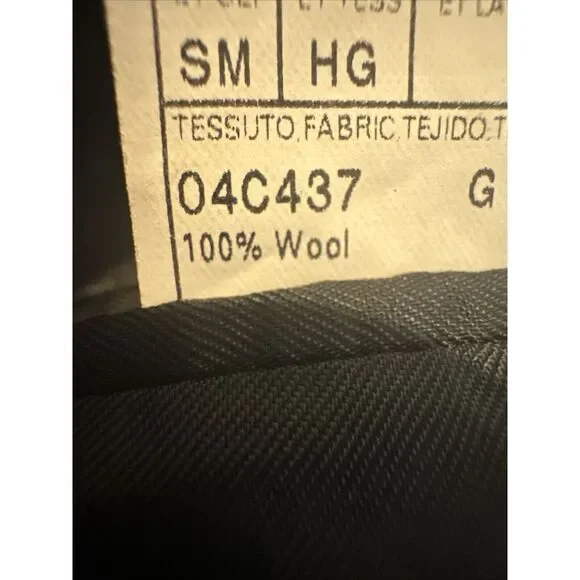 SM HG
TESSUTO,FABRIC,TEJIDO,T
04C437 G
100% Wool